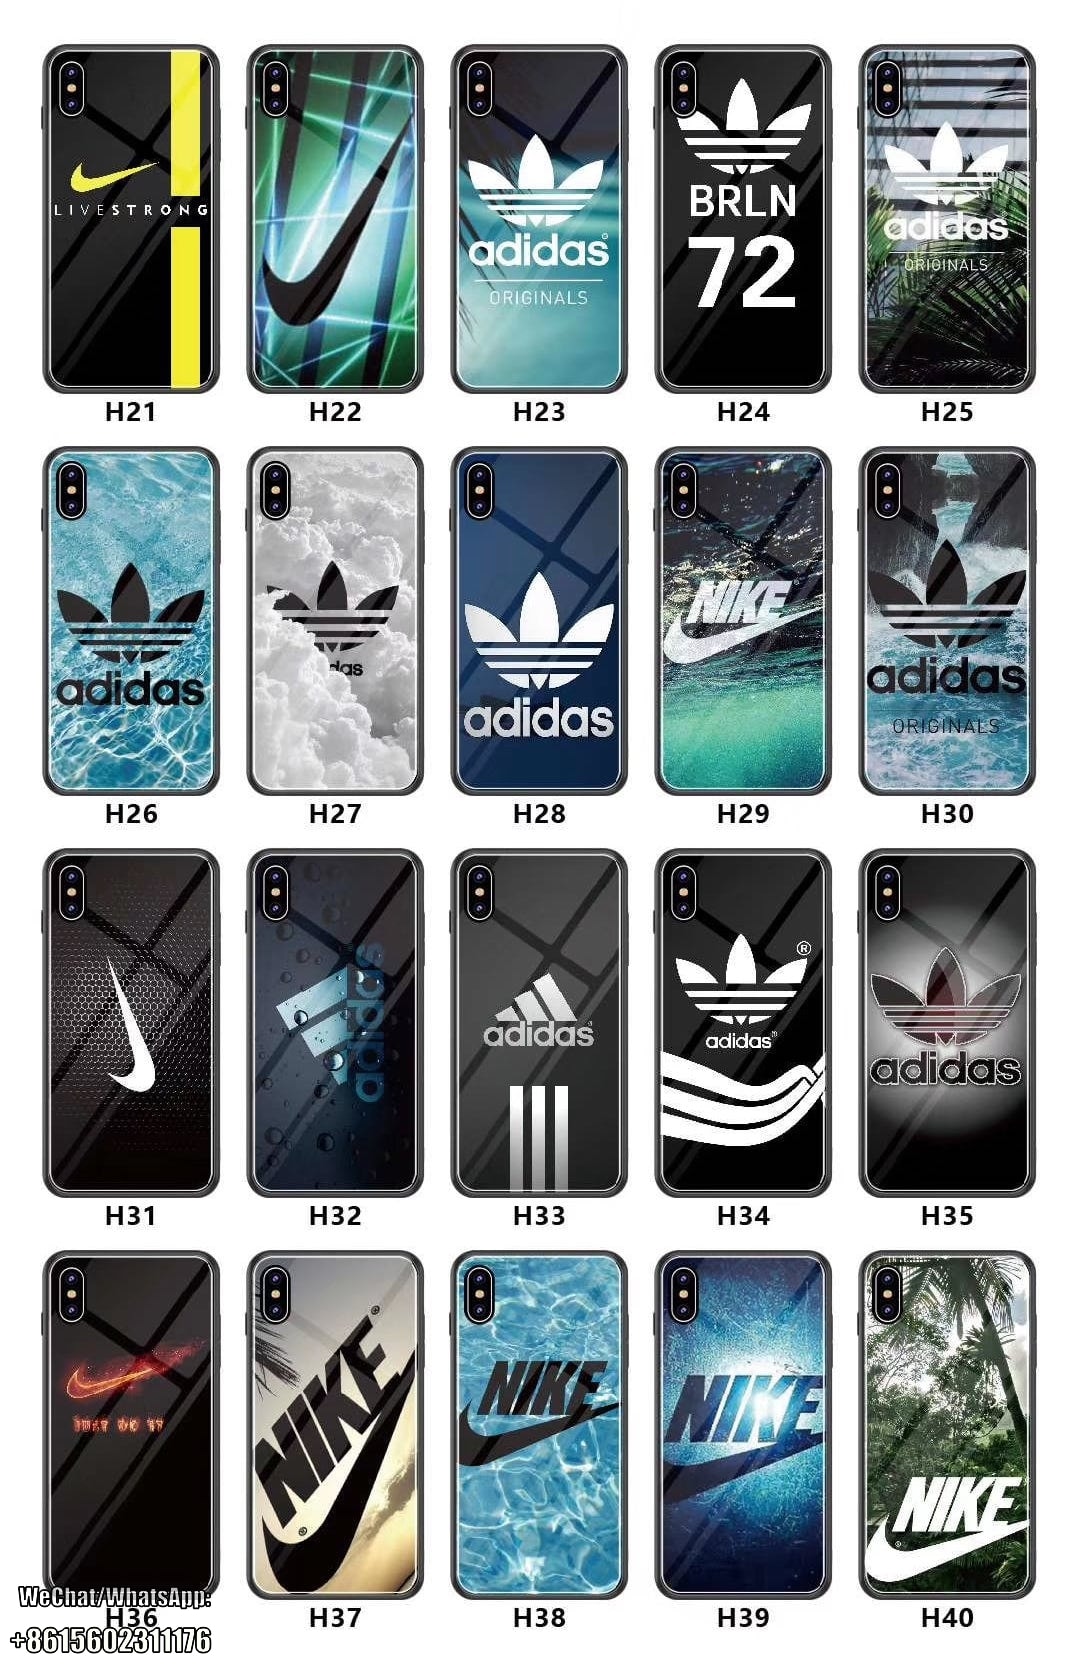 LIVESTRONG
adidas
ORIGINALS
BRLN
72
adidas
ORIGINALS
H21
H22
H23
H24
H25
adidas
das
adidas
NIKE
adidas
ORIGINALS
H26
H27
H28
H29
H30
adidas
adidas
adidas
adidas
H31
H32
H33
H34
H35
JUST DO IT
NIKE
NIKE
NIKE
NIKE
WeChat/WhatsApp:
H36
H37
H38
H39
H40
+8615602311176